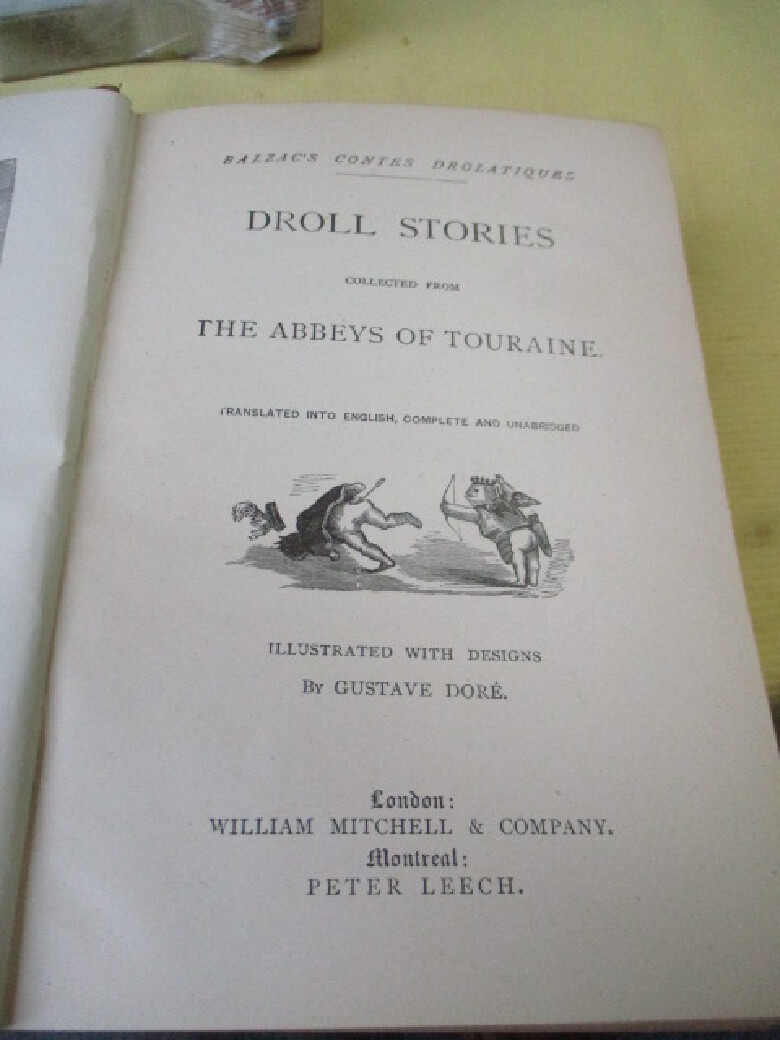 BALZAC'S CONTES DROLATIQUES
DROLL STORIES
COLLECTED FROM
THE ABBEYS OF TOURAINE.
TRANSLATED INTO ENGLISH, COMPLETE AND UNABRIDGED
ILLUSTRATED WITH DESIGNS
By GUSTAVE DORÉ.
London:
WILLIAM MITCHELL & COMPANY.
Montreal:
PETER LEECH.